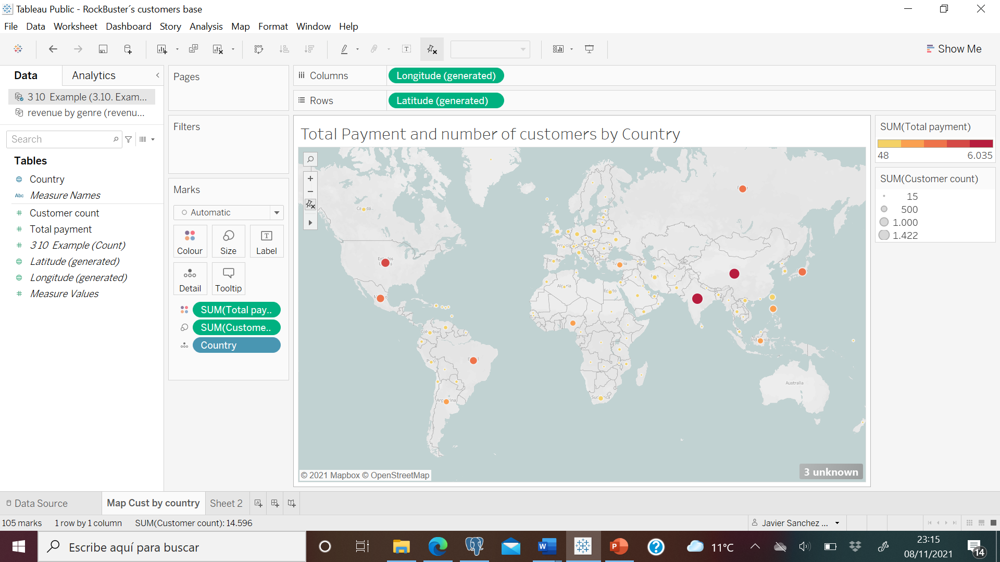 Tableau Public - RockBuster´s customers base
File Data Worksheet Dashboard Story Analysis Map Format Window Help
Show Me
Data Analytics
3 10 Example (3.10. Exam...
revenue by genre (revenu...
Search
Tables
Country
Abc Measure Names
Customer count
Total payment
3 10 Example (Count)
Latitude (generated)
Longitude (generated)
Measure Values
Pages
Filters
Marks
Automatic
Colour Size Label
Detail Tooltip
SUM(Total pay..
SUM(Custome..
Country
Columns Longitude (generated)
Rows Latitude (generated)
Total Payment and number of customers by Country
Australia
© 2021 Mapbox © OpenStreetMap
3 unknown
SUM(Total payment)
48 6.035
SUM(Customer count)
15
500
1.000
1.422
Data Source Map Cust by country Sheet 2
105 marks 1 row by 1 column SUM(Customer count): 14.596
Javier Sanchez ...
Escribe aquí para buscar
11°C
23:15
08/11/2021
14